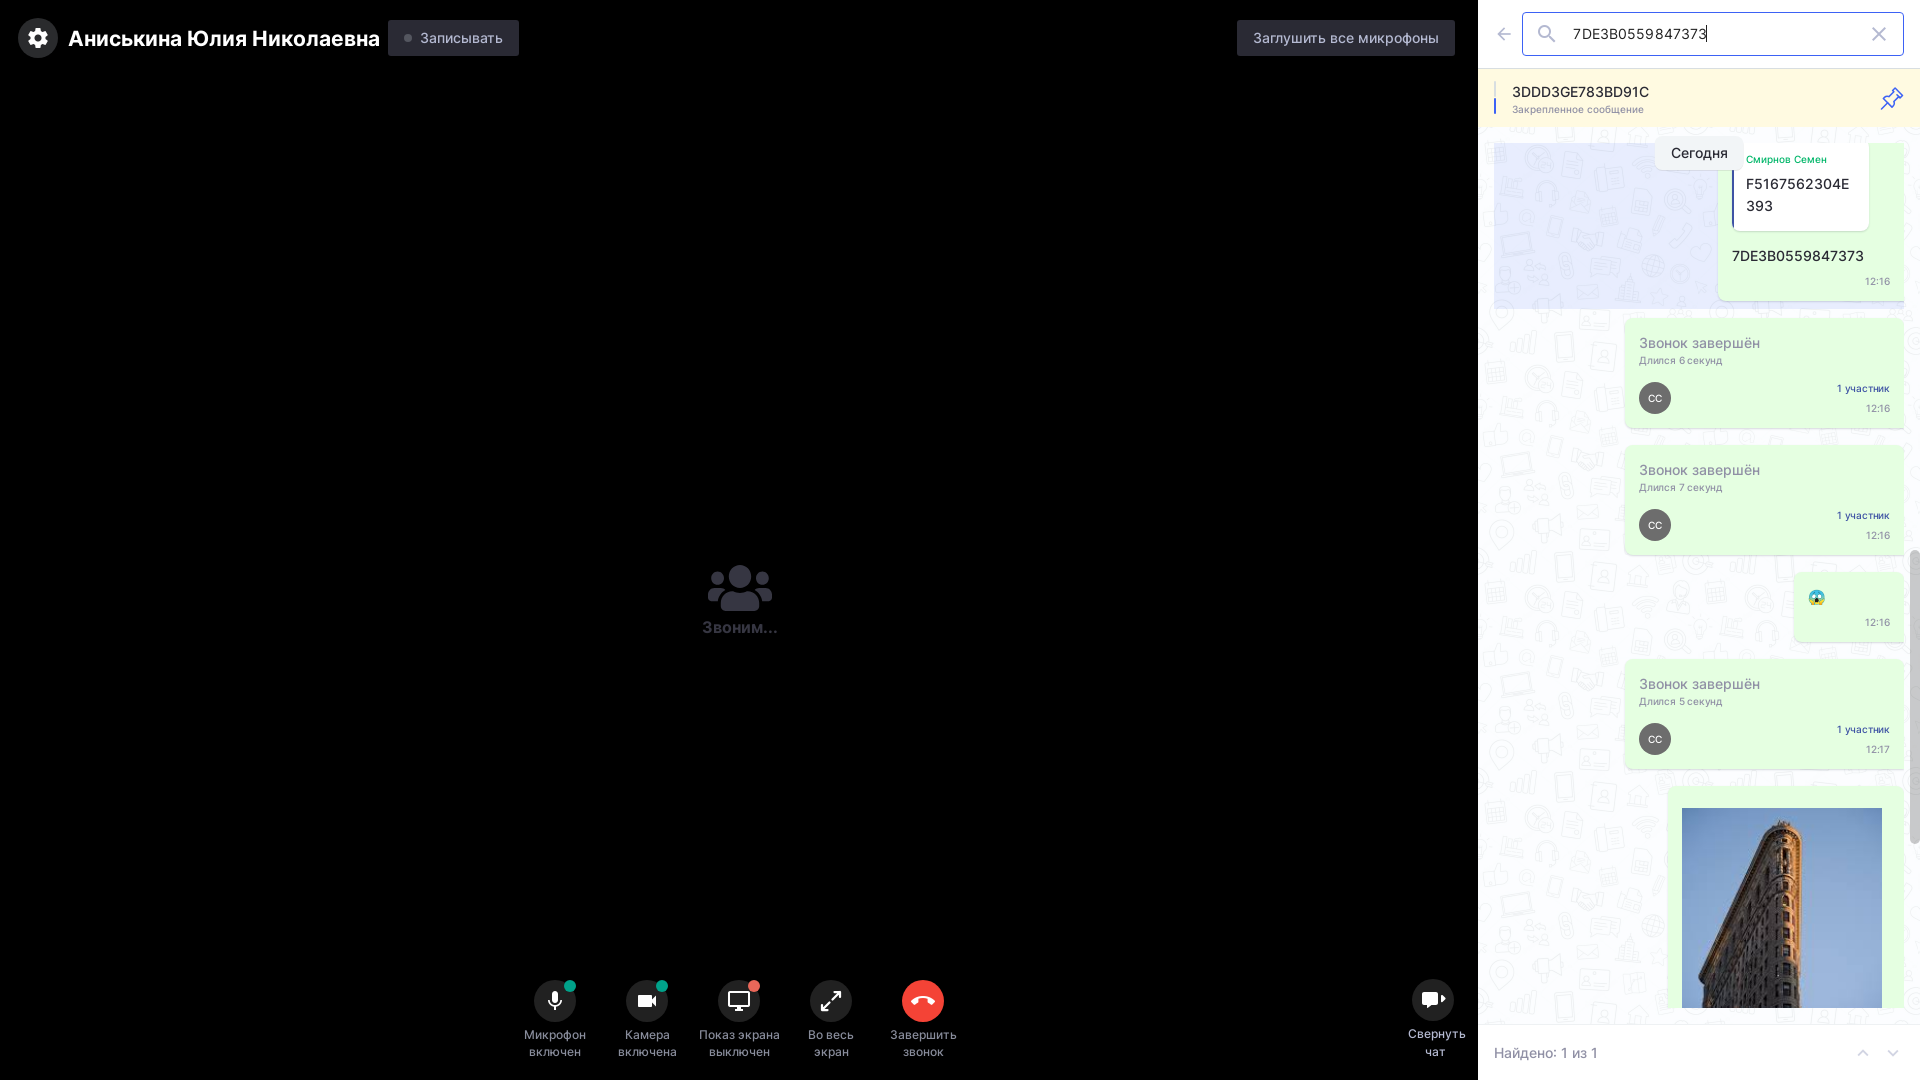 Аниськина Юлия Николаевна
Записывать
Заглушить все микрофоны
7DE3B0559847373
3DDD3GE783BD91C
Закрепленное сообщение
Сегодня
Смирнов Семен
F5167562304E
393
7DE3B0559847373
12:16
Звонок завершён
Длился 6 секунд
1 участник
СС
12:16
Звонок завершён
Длился 7 секунд
1 участник
СС
12:16
12:16
Звонок завершён
Длился 5 секунд
1 участник
СС
12:17
Звоним...
Микрофон
включен
Камера
включена
Показ экрана
выключен
Во весь
экран
Завершить
звонок
Свернуть
чат
Найдено: 1 из 1